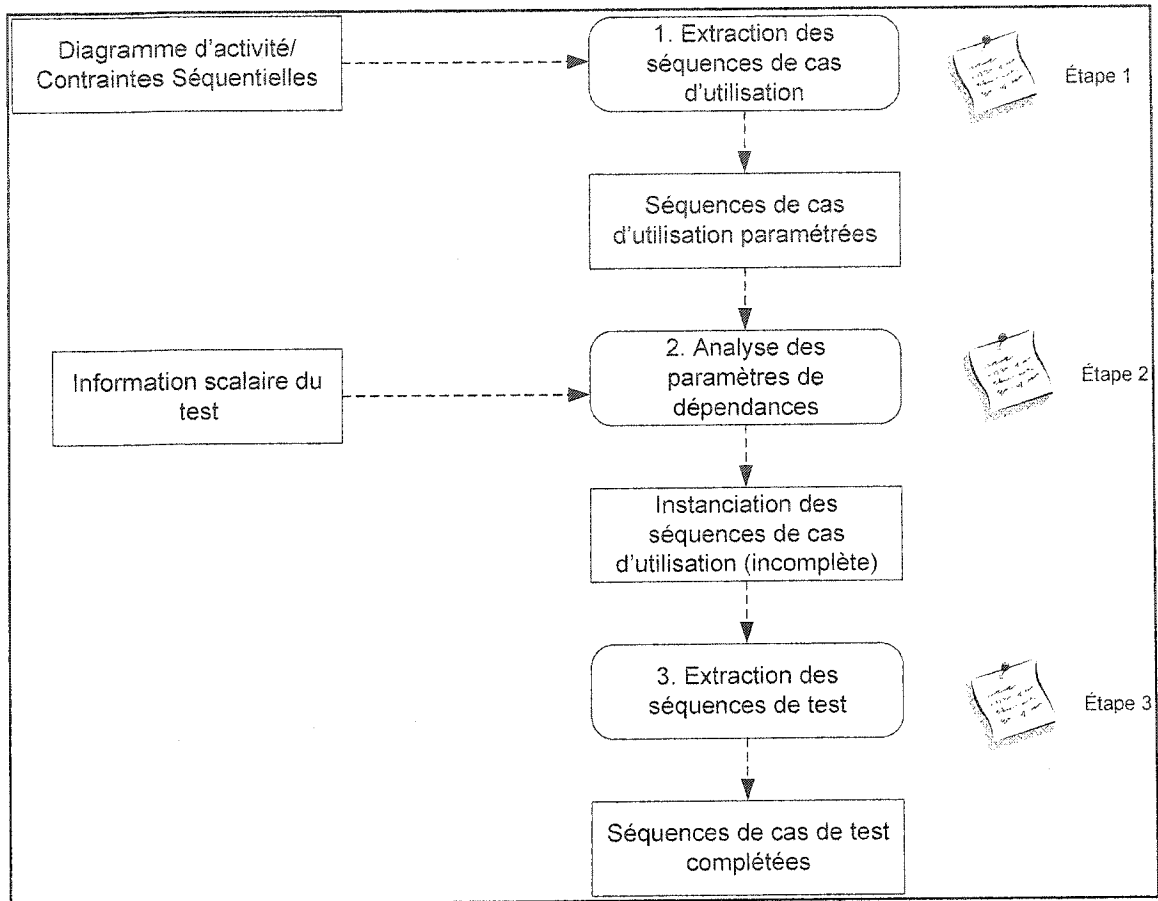 Diagramme d'activité/
Contraintes Séquentielles
1. Extraction des
séquences de cas
d'utilisation
Étape 1
Séquences de cas
d'utilisation paramétrées
Information scalaire du
test
2. Analyse des
paramètres de
dépendances
Étape 2
Instanciation des
séquences de cas
d'utilisation (incomplète)
3. Extraction des
séquences de test
Étape 3
Séquences de cas de test
complétées